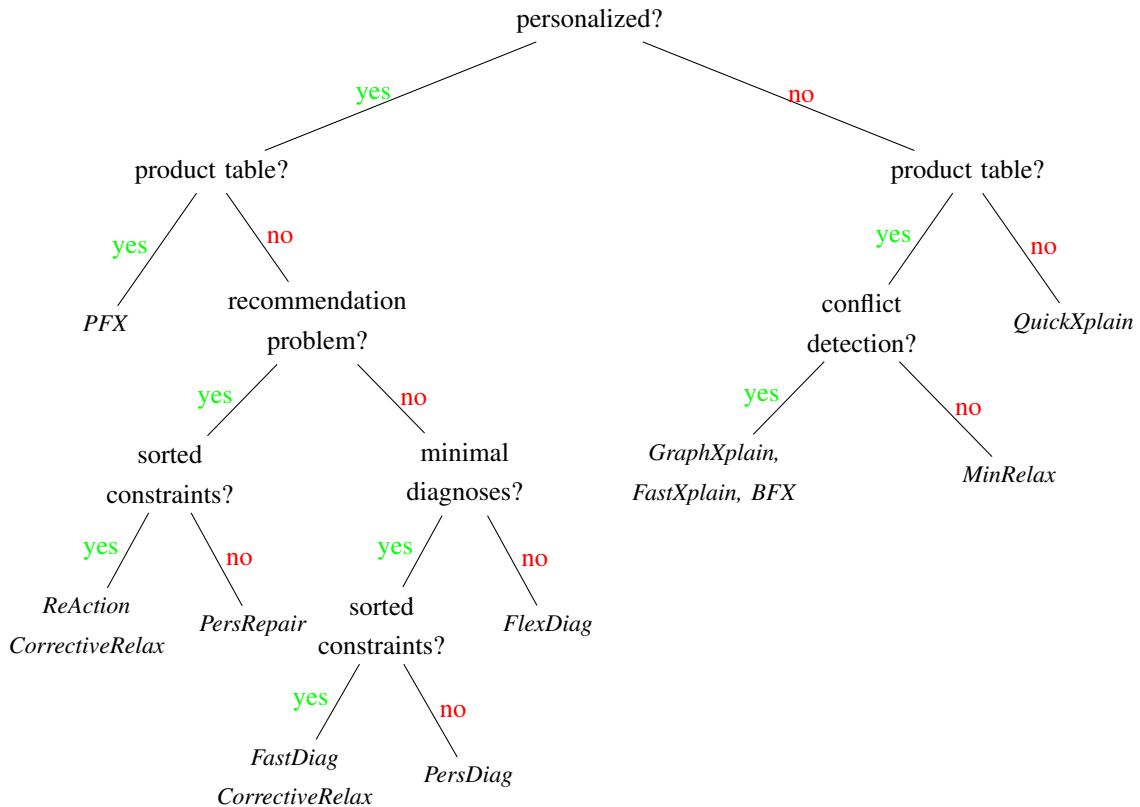 personalized?
yes
no
product table?
product table?
yes
no
yes
no
PFX
recommendation
problem?
conflict
detection?
QuickXplain
yes
no
yes
no
sorted
constraints?
minimal
diagnoses?
GraphXplain,
FastXplain, BFX
MinRelax
yes
no
yes
no
ReAction
CorrectiveRelax
PersRepair
sorted
constraints?
FlexDiag
yes
no
FastDiag
CorrectiveRelax
PersDiag